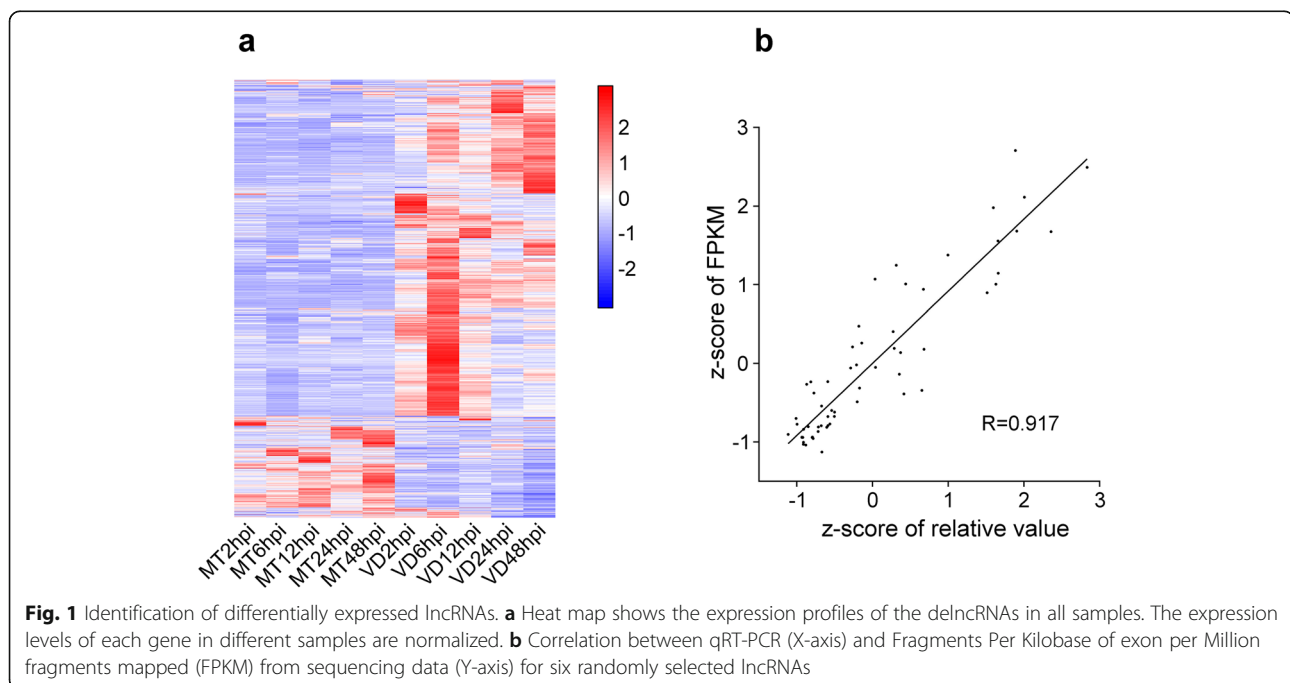 a
2
1
0
-1
-2
MT2hpi
MT6hpi
MT12hpi
MT24hpi
MT48hpi
VD2hpi
VD6hpi
VD12hpi
VD24hpi
VD48hpi
b
z-score of FPKM
3
2
1
0
-1
R=0.917
-1 0 1 2 3
z-score of relative value
Fig. 1 Identification of differentially expressed lncRNAs. a Heat map shows the expression profiles of the delncRNAs in all samples. The expression
levels of each gene in different samples are normalized. b Correlation between qRT-PCR (X-axis) and Fragments Per Kilobase of exon per Million
fragments mapped (FPKM) from sequencing data (Y-axis) for six randomly selected lncRNAs